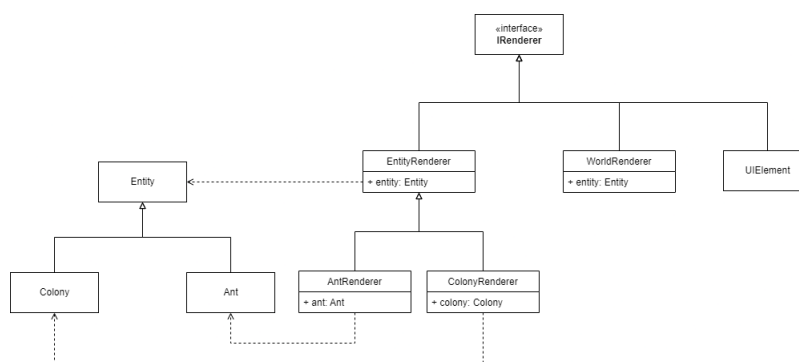 «interface»
IRenderer
EntityRenderer
+ entity: Entity
WorldRenderer
+ entity: Entity
UIElement
Entity
Colony
Ant
AntRenderer
+ ant: Ant
ColonyRenderer
+ colony: Colony